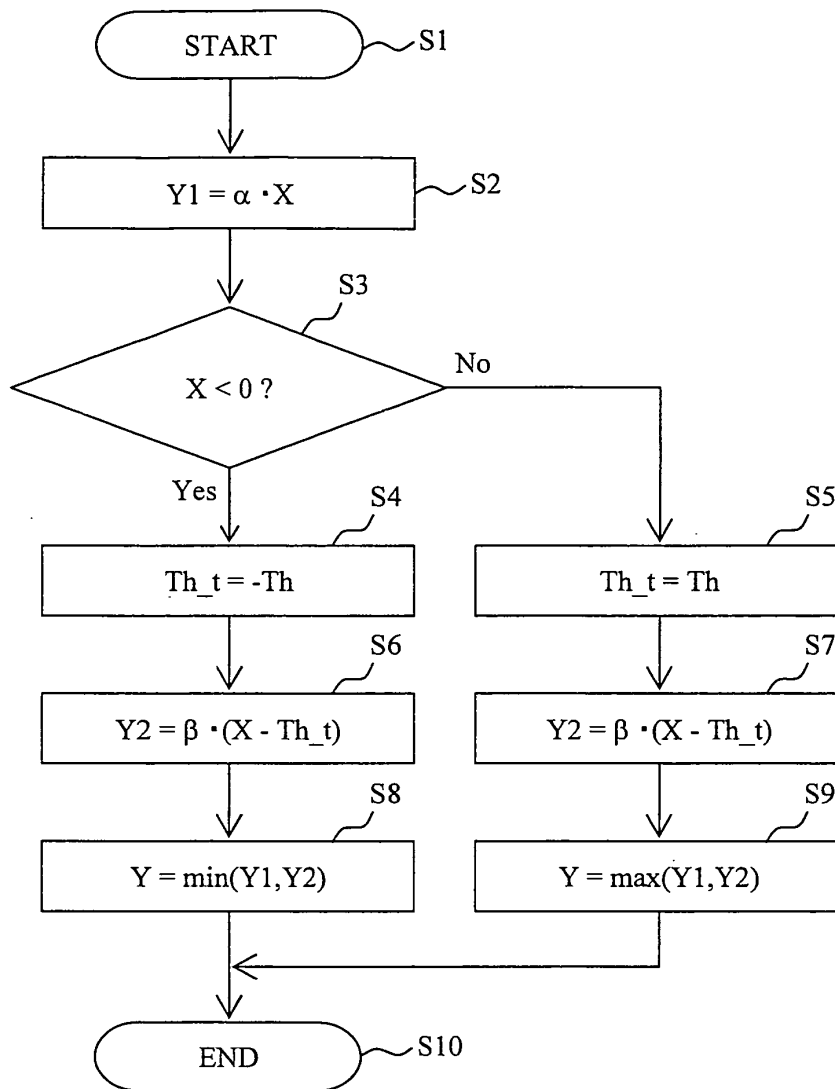 START
S1
Y1 = α・X
S2
S3
X < 0 ?
No
Yes
S4
S5
Th_t = -Th
Th_t = Th
S6
S7
Y2 = β・(X - Th_t)
Y2 = β・(X - Th_t)
S8
S9
Y = min(Y1,Y2)
Y = max(Y1,Y2)
END
S10